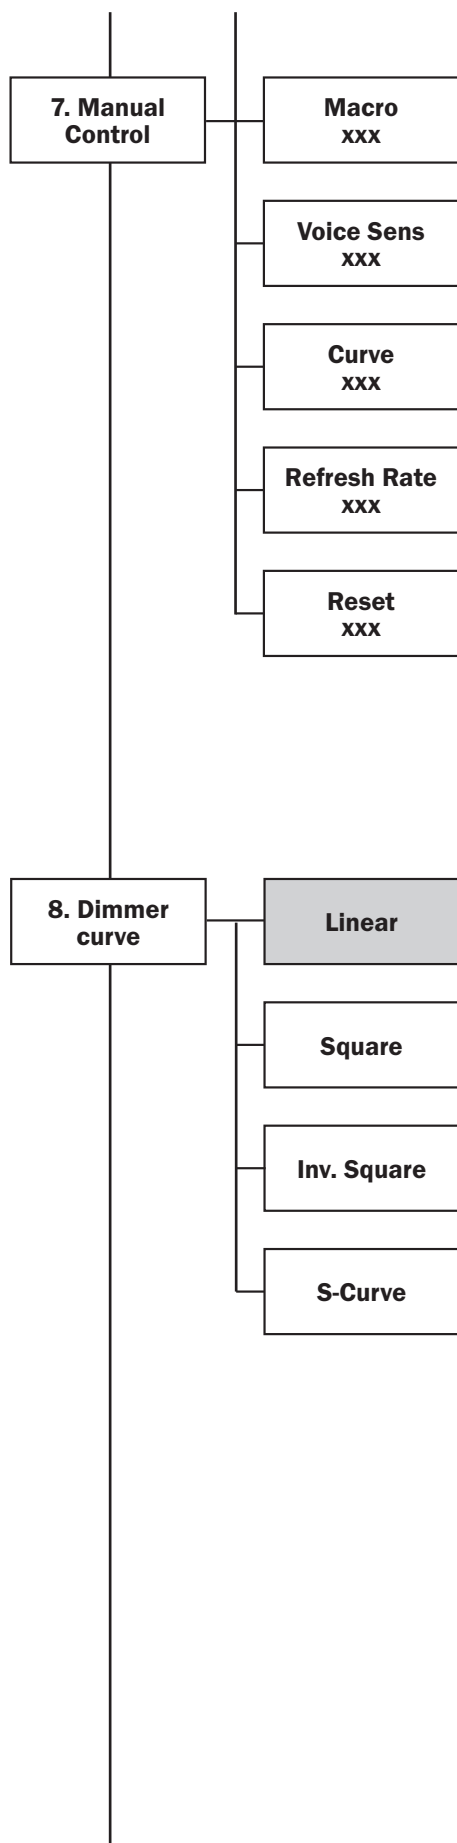 7. Manual
Control
Macro
xxx
Voice Sens
xxx
Curve
xxx
Refresh Rate
xxx
Reset
xxx
8. Dimmer
curve
Linear
Square
Inv. Square
S-Curve